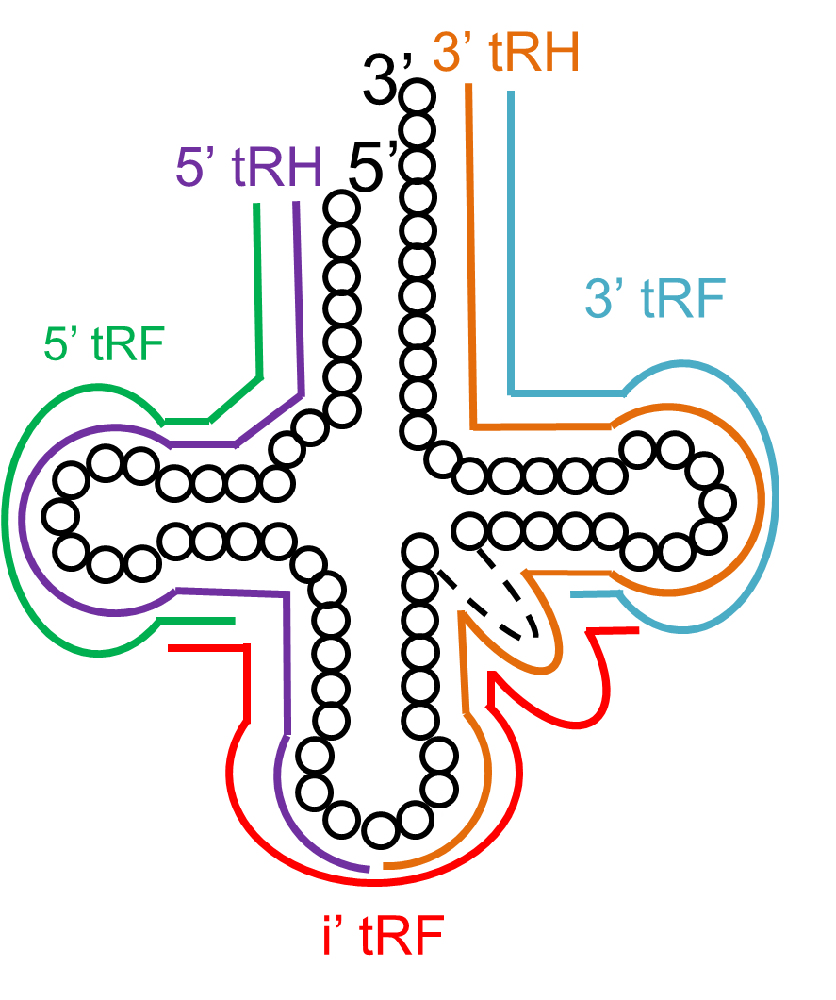 3’ tRH
3’
5’ tRH
5’
3’ tRF
5’ tRF
i’ tRF